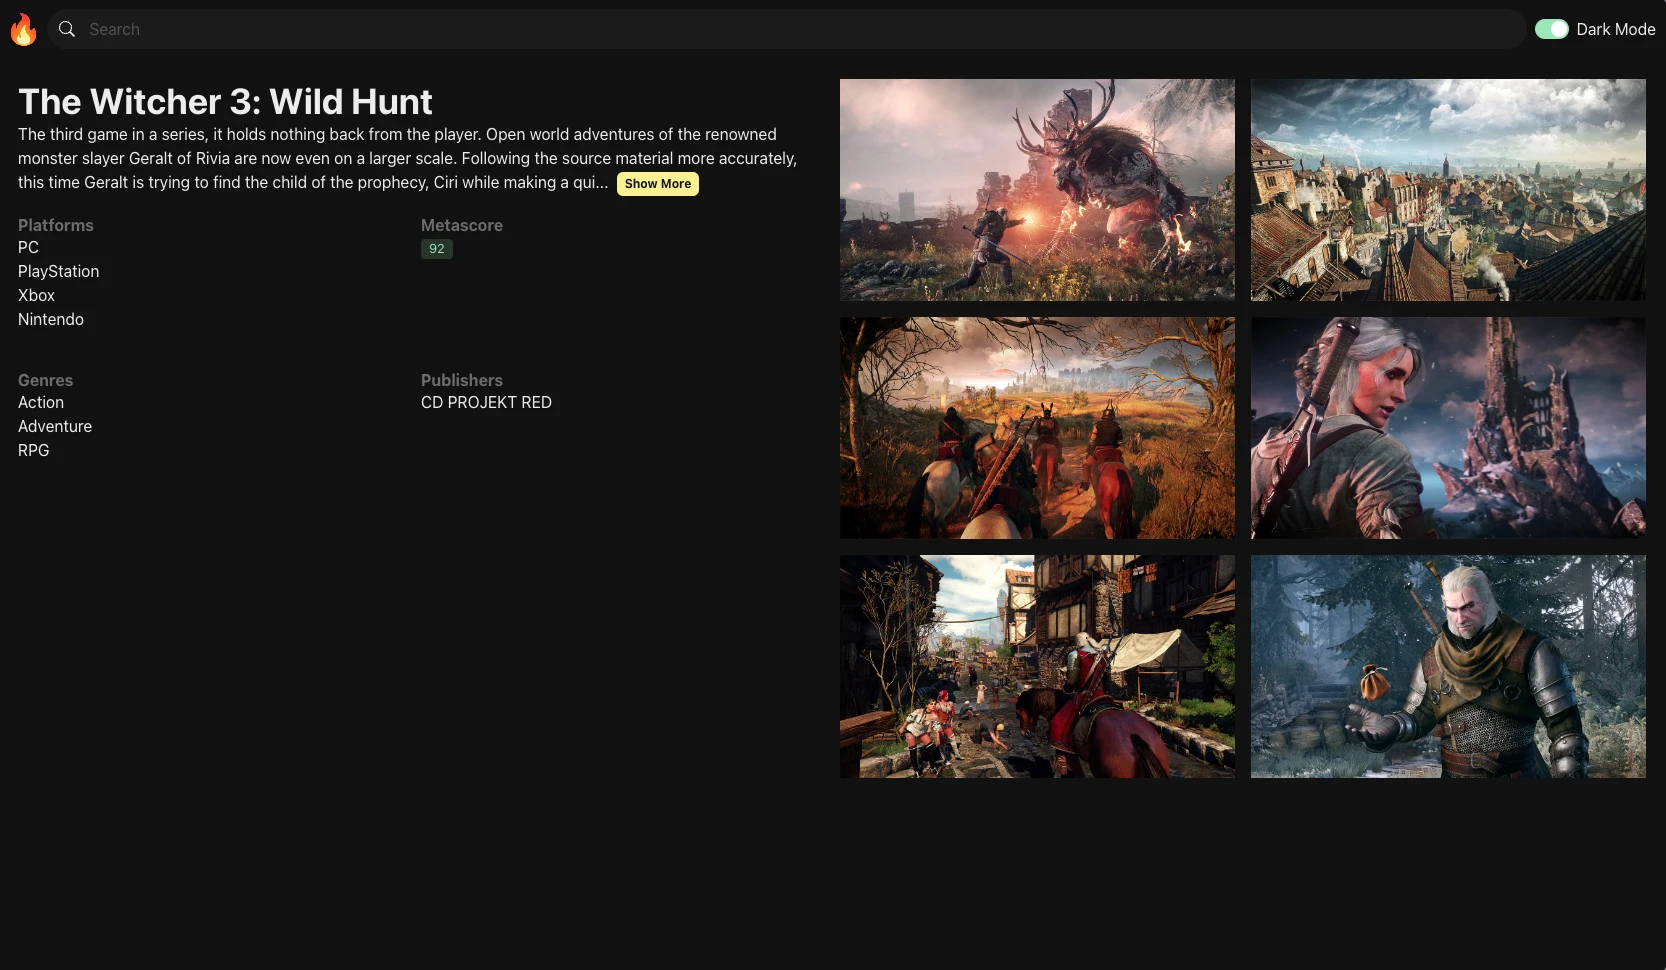 Search
Dark Mode
The Witcher 3: Wild Hunt
The third game in a series, it holds nothing back from the player. Open world adventures of the renowned
monster slayer Geralt of Rivia are now even on a larger scale. Following the source material more accurately,
this time Geralt is trying to find the child of the prophecy, Ciri while making a qui... Show More
Platforms
PC
PlayStation
Xbox
Nintendo
Metascore
92
Genres
Action
Adventure
RPG
Publishers
CD PROJEKT RED